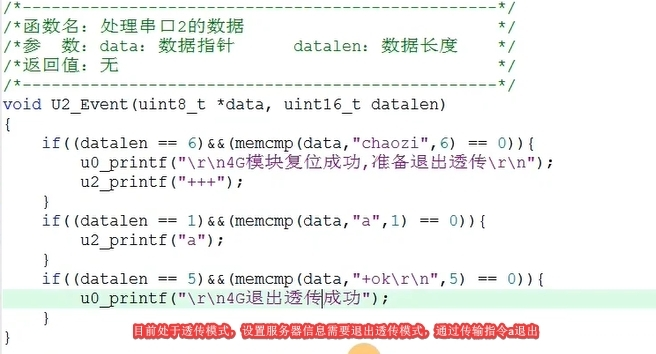 /*-------------------------------------------------*/
/*函数名：处理串口2的数据 */
/*参  数：data：数据指针    datalen：数据长度 */
/*返回值：无 */
/*-------------------------------------------------*/
void U2_Event(uint8_t *data, uint16_t datalen)
{
    if((datalen == 6)&&(memcmp(data,"chaozi",6) == 0)){
        u0_printf("\r\n4G模块复位成功,准备退出透传\r\n");
        u2_printf("+++");
    }
    if((datalen == 1)&&(memcmp(data,"a",1) == 0)){
        u2_printf("a");
    }
    if((datalen == 5)&&(memcmp(data,"+ok\r\n",5) == 0)){
        u0_printf("\r\n4G退出透传成功");
    }
}
目前处于透传模式，设置服务器信息需要退出透传模式，通过传输指令a退出